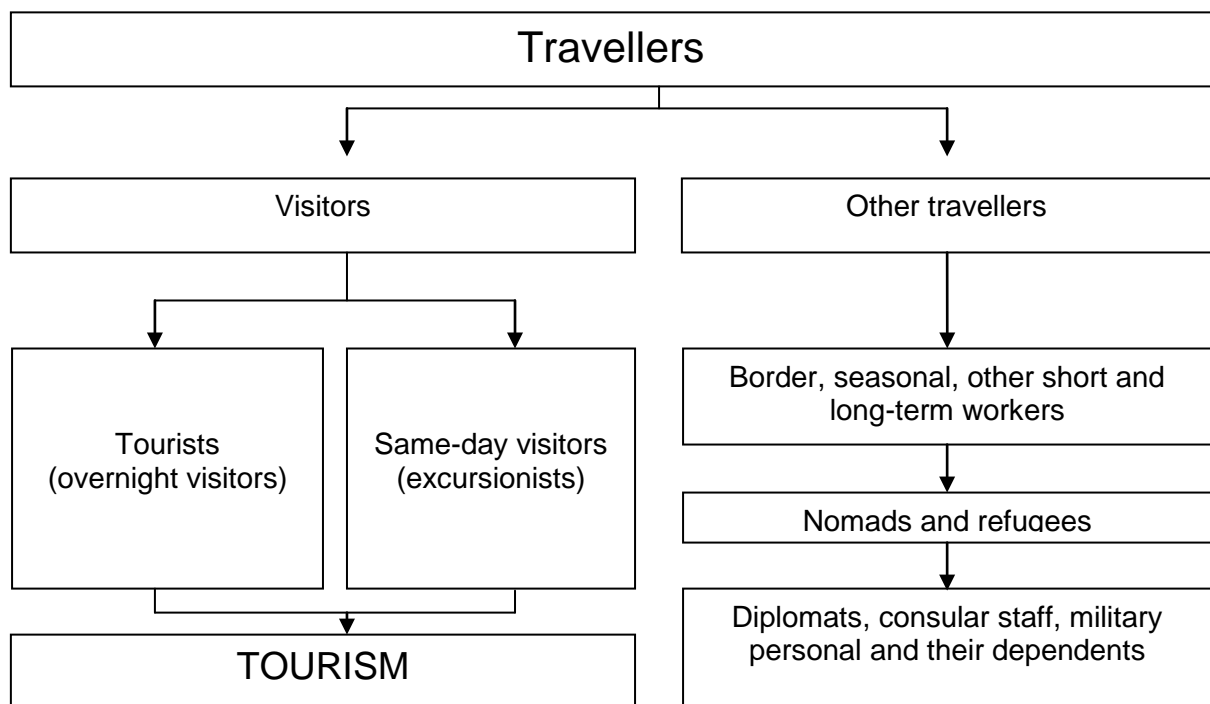 Travellers
Visitors
Other travellers
Tourists
(overnight visitors)
Same-day visitors
(excursionists)
Border, seasonal, other short and
long-term workers
Nomads and refugees
Diplomats, consular staff, military
personal and their dependents
TOURISM